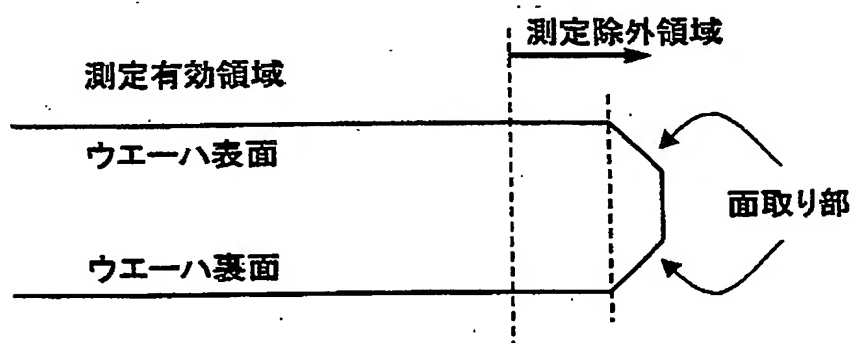 測定除外領域
測定有効領域
ウエーハ表面
面取り部
ウエーハ裏面